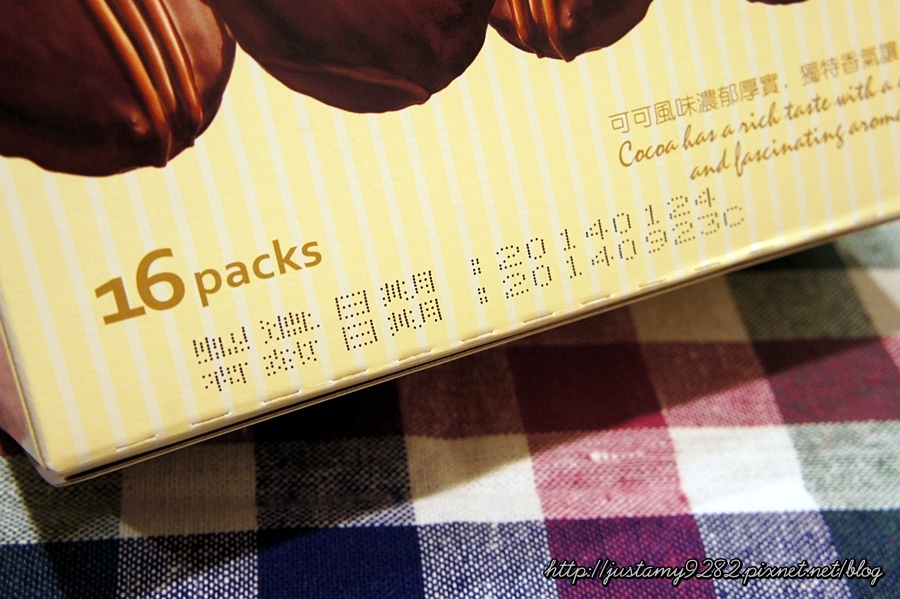 可可風味濃郁厚實，獨特香氣讓
Cocoa has a rich taste with a
and fascinating aroma
16 packs
製造日期:20140124
有效日期:20140923C
http://justamy9282.pixnet.net/blog